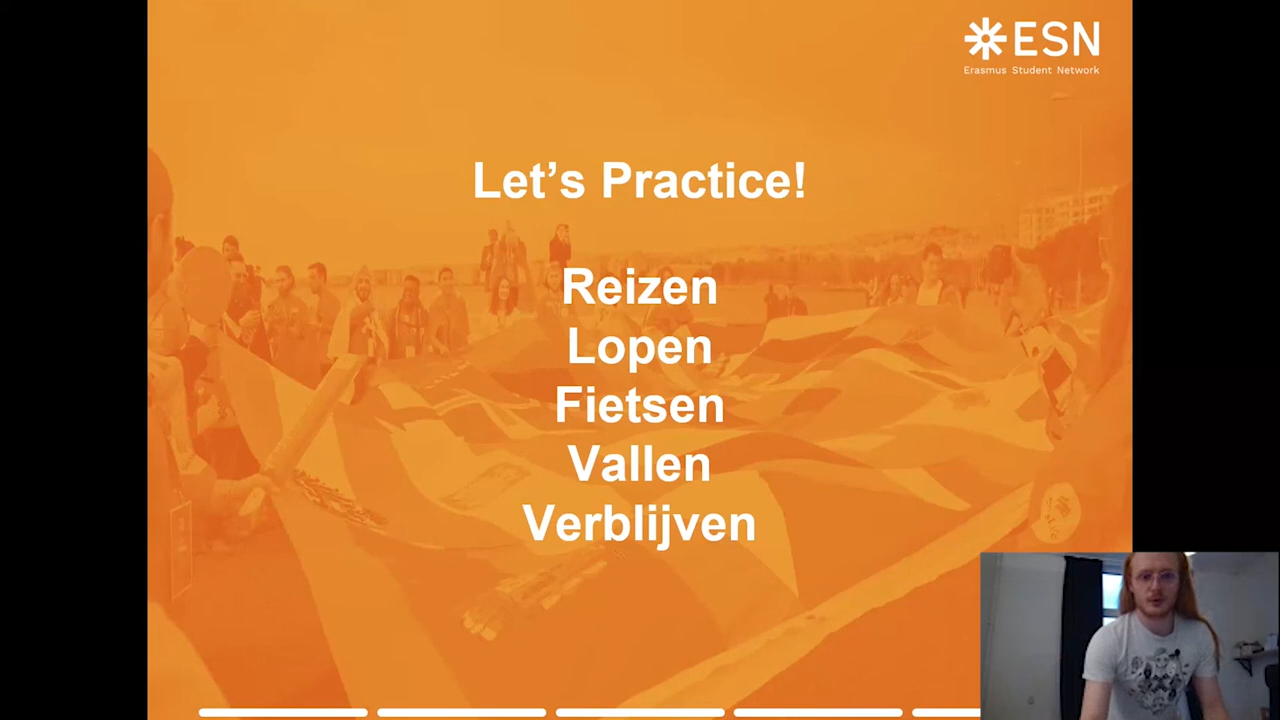 ESN
Erasmus Student Network
Let's Practice!
Reizen
Lopen
Fietsen
Vallen
Verblijven